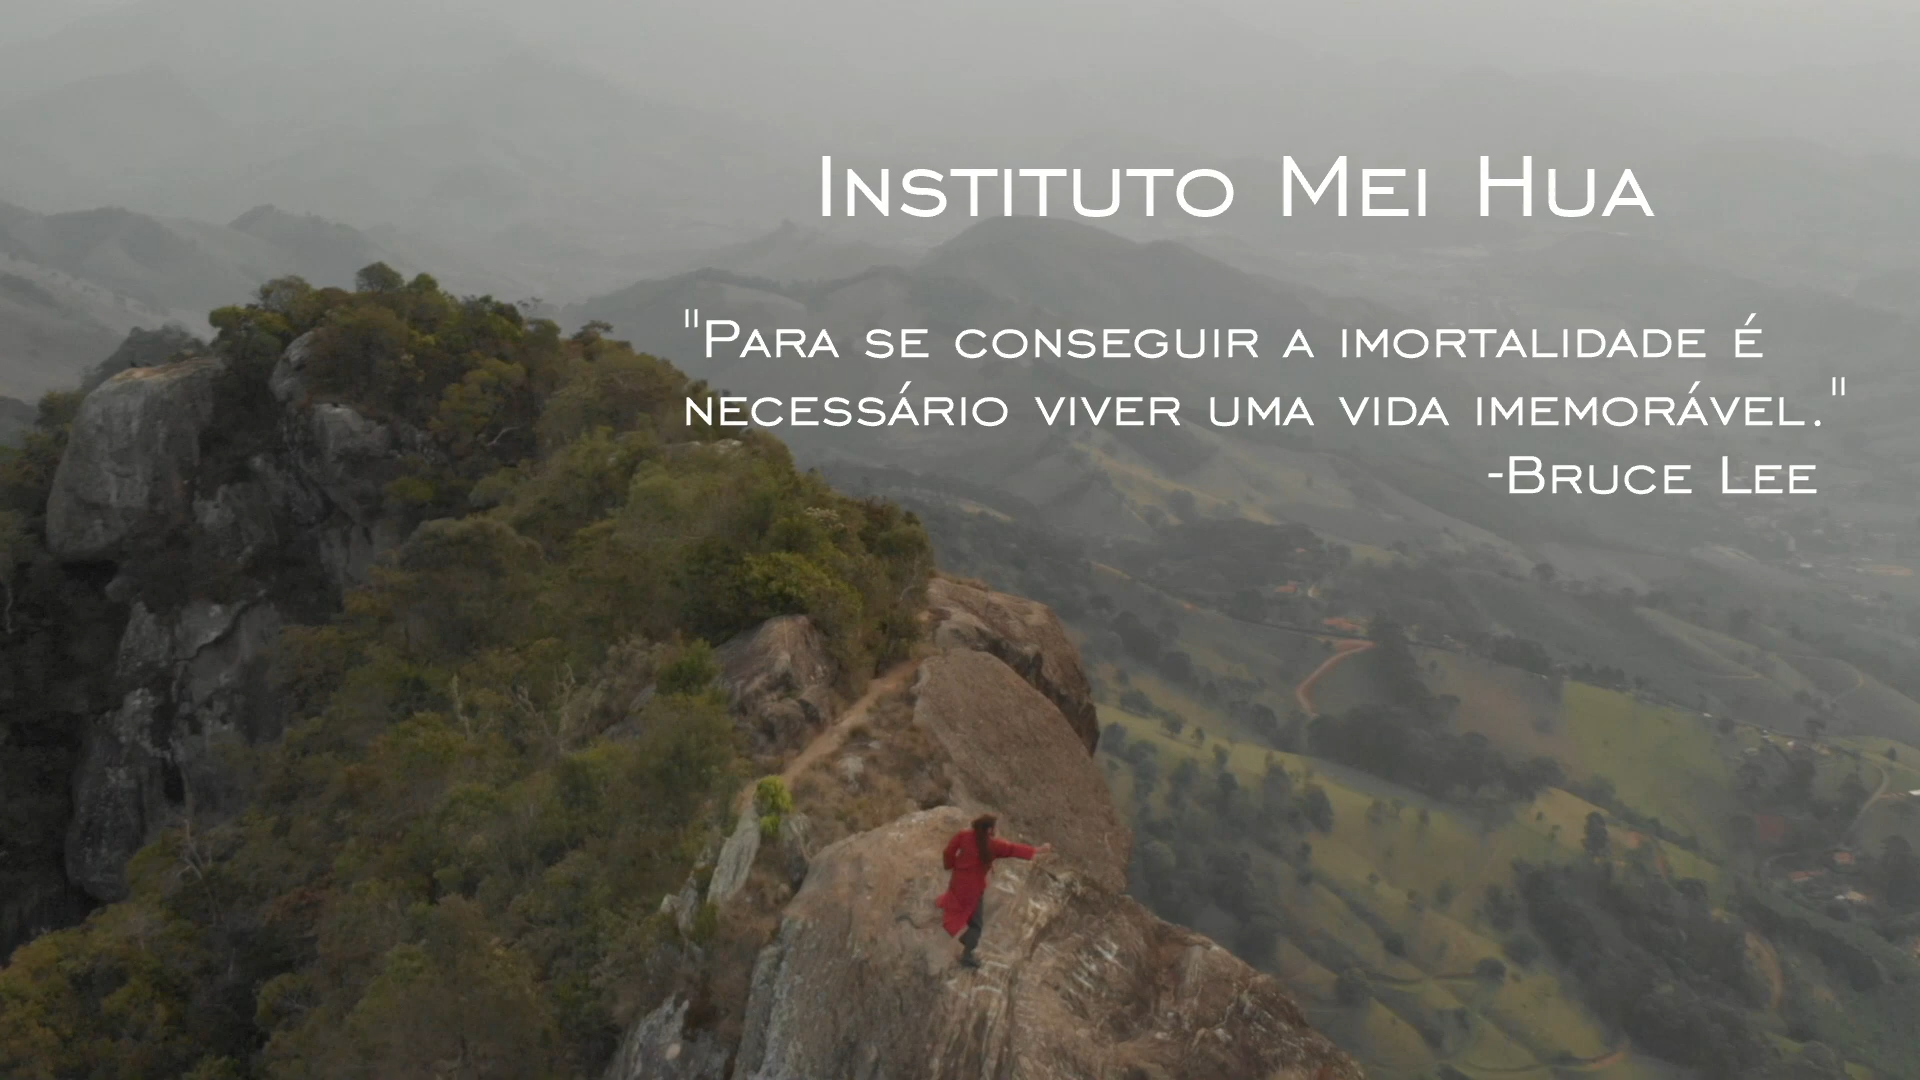 Instituto Mei Hua
"Para se conseguir a imortalidade é
necessário viver uma vida imemorável."
-Bruce Lee